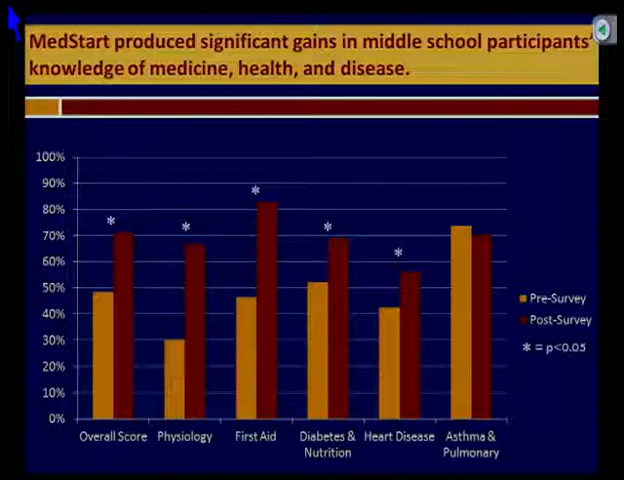 MedStart produced significant gains in middle school participants'
knowledge of medicine, health, and disease.
100%
90%
80%
70%
60%
50%
40%
30%
20%
10%
0%
* * * * *
Overall Score Physiology First Aid Diabetes & Heart Disease Asthma &
Nutrition Pulmonary
Pre-Survey
Post-Survey
* = p<0.05